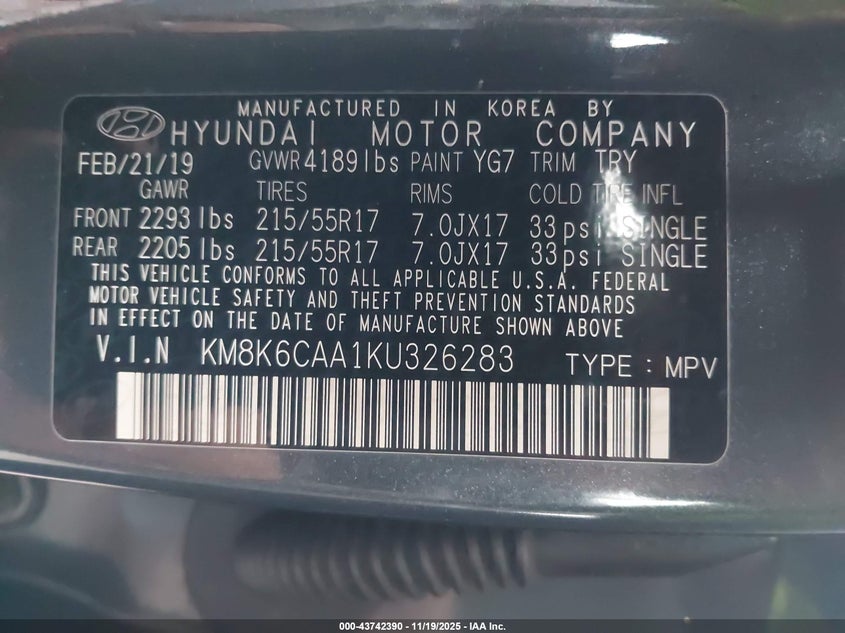 MANUFACTURED IN KOREA BY
HYUNDAI MOTOR COMPANY
FEB/21/19 GVWR 4189lbs PAINT YG7 TRIM TRY
GAWR TIRES RIMS COLD TIRE INFL
FRONT 2293 lbs 215/55R17 7.0JX17 33psi SINGLE
REAR 2205 lbs 215/55R17 7.0JX17 33psi SINGLE
THIS VEHICLE CONFORMS TO ALL APPLICABLE U.S.A. FEDERAL
MOTOR VEHICLE SAFETY AND THEFT PREVENTION STANDARDS
IN EFFECT ON THE DATE OF MANUFACTURE SHOWN ABOVE
V.I.N KM8K6CAA1KU326283 TYPE : MPV
000-43742390 - 11/19/2025 - IAA Inc.